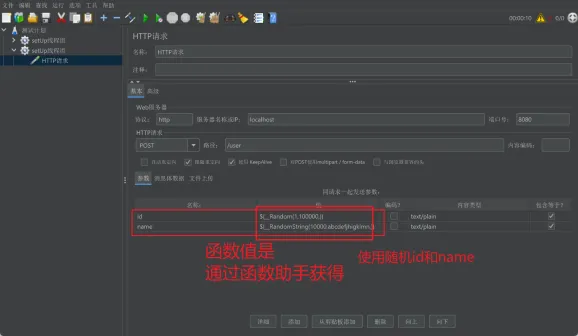 文件 编辑 查找 运行 选项 工具 帮助
00:00:10
0/0
测试计划
setUp线程组
setUp线程组
HTTP请求
HTTP请求
名称： HTTP请求
注释：
基本 高级
Web服务器
协议： http 服务器名称或IP： localhost 端口号： 8080
HTTP请求
POST 路径： /user 内容编码：
自动重定向 跟随重定向 使用 KeepAlive 对POST使用multipart / form-data 与浏览器兼容的头
参数 消息体数据 文件上传
同请求一起发送参数：
名称： 值 编码？ 内容类型 包含等于？
id ${__Random(1,100000,)} text/plain
name text/plain
函数值是
通过函数助手获得
使用随机id和name
详细 添加 从剪贴板添加 删除 向上 向下